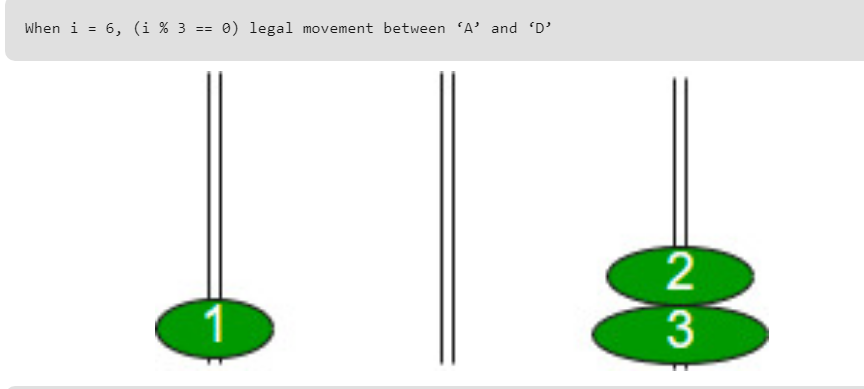 When i = 6, (i % 3 == 0) legal movement between ‘A’ and ‘D’
1
2
3